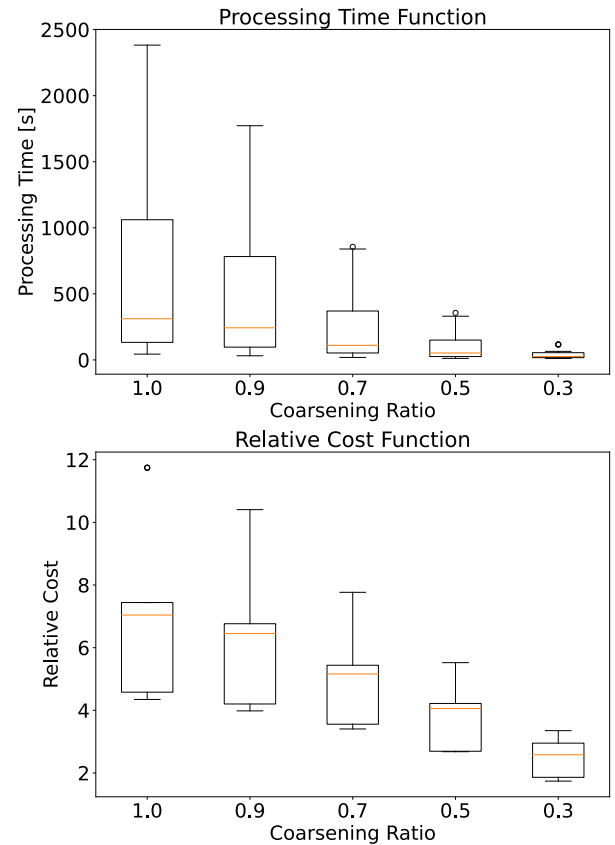 Processing Time Function
Processing Time [s]
2500
2000
1500
1000
500
0
1.0 0.9 0.7 0.5 0.3
Coarsening Ratio
Relative Cost Function
Relative Cost
12
10
8
6
4
2
1.0 0.9 0.7 0.5 0.3
Coarsening Ratio